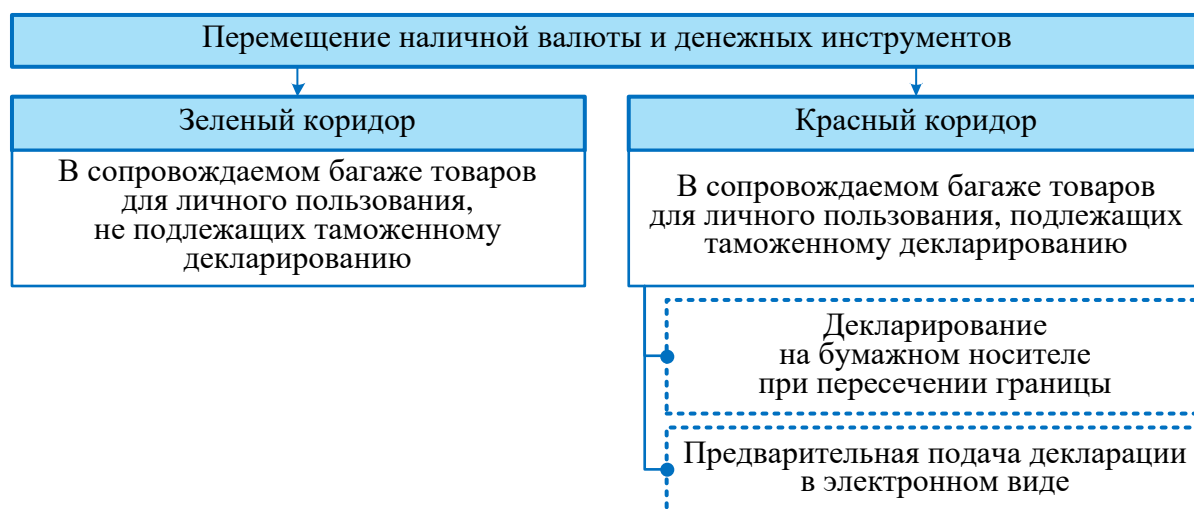 Перемещение наличной валюты и денежных инструментов
Зеленый коридор
В сопровождаемом багаже товаров
для личного пользования,
не подлежащих таможенному
декларированию
Красный коридор
В сопровождаемом багаже товаров
для личного пользования, подлежащих
таможенному декларированию
Декларирование
на бумажном носителе
при пересечении границы
Предварительная подача декларации
в электронном виде